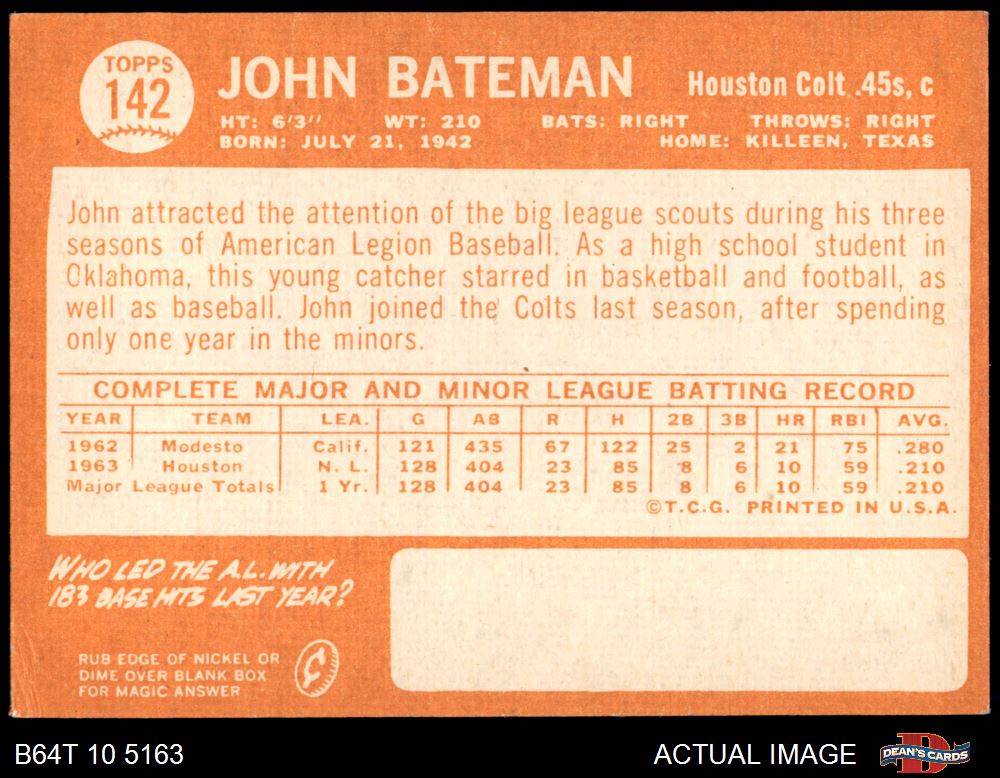 TOPPS
142
JOHN BATEMAN Houston Colt .45s, c
HT: 6'3'' WT: 210 BATS: RIGHT THROWS: RIGHT
BORN: JULY 21, 1942 HOME: KILLEEN, TEXAS
John attracted the attention of the big league scouts during his three
seasons of American Legion Baseball. As a high school student in
Oklahoma, this young catcher starred in basketball and football, as
well as baseball. John joined the Colts last season, after spending
only one year in the minors.
COMPLETE MAJOR AND MINOR LEAGUE BATTING RECORD
YEAR TEAM LEA. G AB R H 2B 3B HR RBI AVG.
1962 Modesto Calif. 121 435 67 122 25 2 21 75 .280
1963 Houston N. L. 128 404 23 85 8 6 10 59 .210
Major League Totals 1 Yr. 128 404 23 85 8 6 10 59 .210
©T.C.G. PRINTED IN U.S.A.
WHO LED THE A.L. WITH
183 BASE HITS LAST YEAR?
RUB EDGE OF NICKEL OR
DIME OVER BLANK BOX
FOR MAGIC ANSWER
B64T 10 5163 ACTUAL IMAGE DEAN'S CARDS